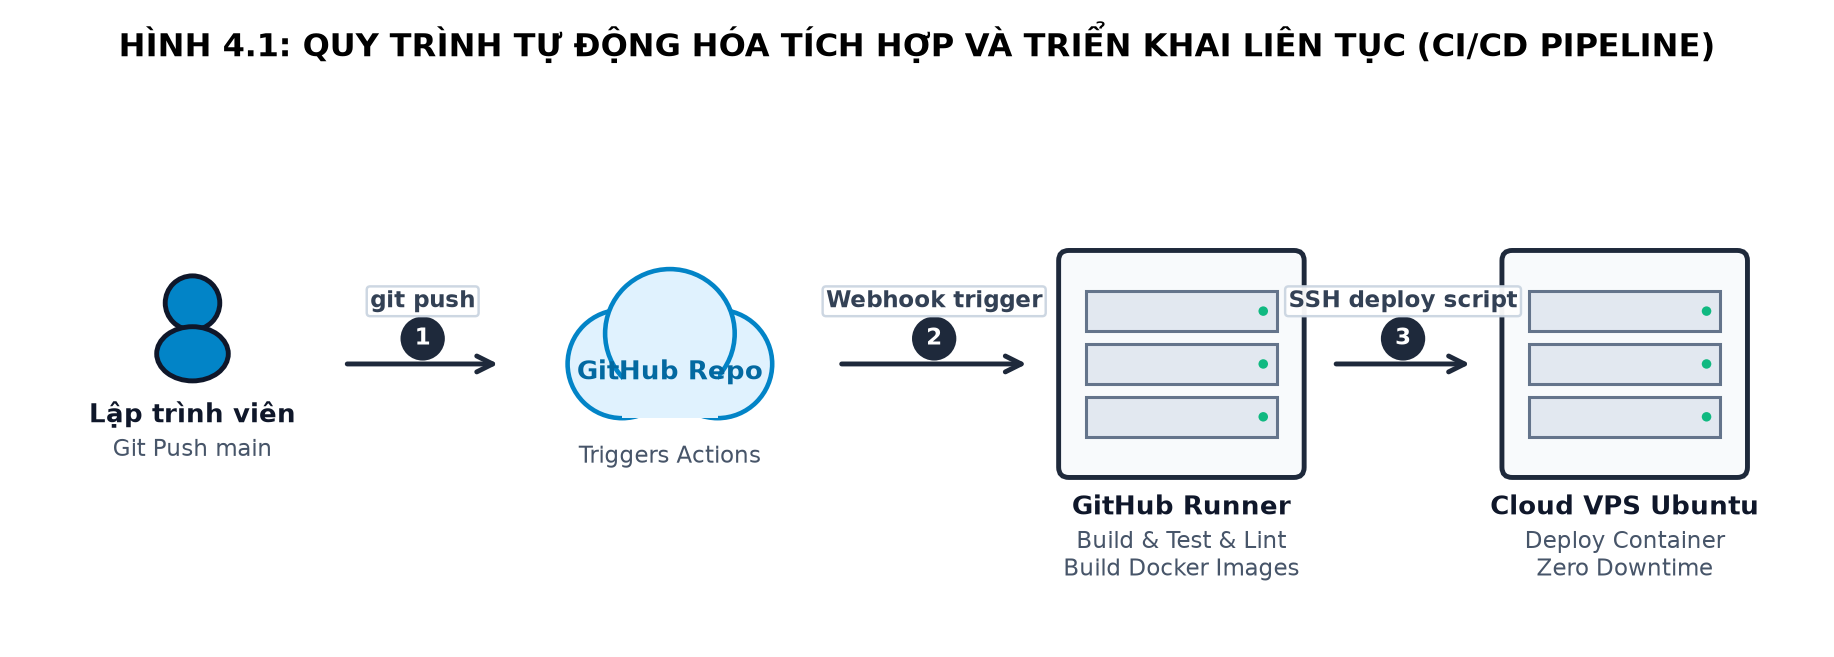 HÌNH 4.1: QUY TRÌNH TỰ ĐỘNG HÓA TÍCH HỢP VÀ TRIỂN KHAI LIÊN TỤC (CI/CD PIPELINE)
git push
1
Lập trình viên
Git Push main
GitHub Repo
Triggers Actions
Webhook trigger
2
GitHub Runner
Build & Test & Lint
Build Docker Images
SSH deploy script
3
Cloud VPS Ubuntu
Deploy Container
Zero Downtime